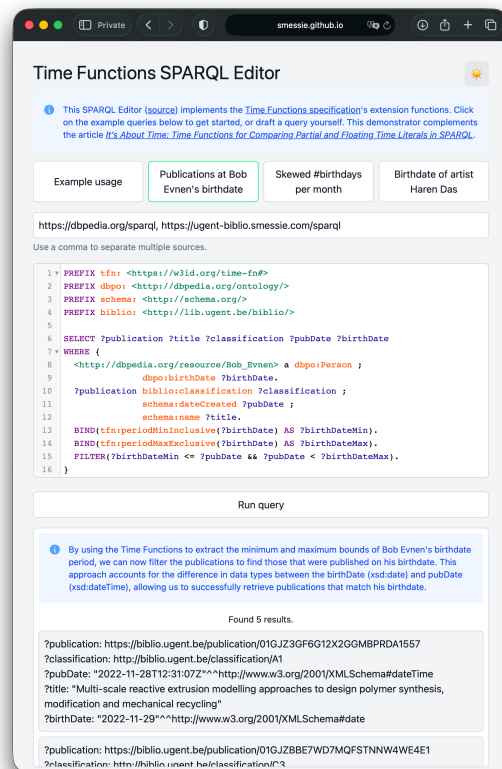 Private
smessie.github.io
Time Functions SPARQL Editor
This SPARQL Editor (source) implements the Time Functions specification's extension functions. Click
on the example queries below to get started, or draft a query yourself. This demonstrator complements
the article It's About Time: Time Functions for Comparing Partial and Floating Time Literals in SPARQL.
Example usage
Publications at Bob
Evnen's birthdate
Skewed #birthdays
per month
Birthdate of artist
Haren Das
https://dbpedia.org/sparql, https://ugent-biblio.smessie.com/sparql
Use a comma to separate multiple sources.
1 PREFIX tfn: <https://w3id.org/time-fn#>
2 PREFIX dbpo: <http://dbpedia.org/ontology/>
3 PREFIX schema: <http://schema.org/>
4 PREFIX biblio: <http://lib.ugent.be/biblio/>
5
6 SELECT ?publication ?title ?classification ?pubDate ?birthDate
7 WHERE {
8 <http://dbpedia.org/resource/Bob_Evnen> a dbpo:Person ;
9 dbpo:birthDate ?birthDate.
10 ?publication biblio:classification ?classification ;
11 schema:dateCreated ?pubDate ;
12 schema:name ?title.
13 BIND(tfn:periodMinInclusive(?birthDate) AS ?birthDateMin).
14 BIND(tfn:periodMaxExclusive(?birthDate) AS ?birthDateMax).
15 FILTER(?birthDateMin <= ?pubDate && ?pubDate < ?birthDateMax).
16 }
Run query
By using the Time Functions to extract the minimum and maximum bounds of Bob Evnen's birthdate
period, we can now filter the publications to find those that were published on his birthdate. This
approach accounts for the difference in data types between the birthDate (xsd:date) and pubDate
(xsd:dateTime), allowing us to successfully retrieve publications that match his birthdate.
Found 5 results.
?publication: https://biblio.ugent.be/publication/01GJZ3GF6G12X2GGMBPRDA1557
?classification: http://biblio.ugent.be/classification/A1
?pubDate: "2022-11-28T12:31:07Z"^^http://www.w3.org/2001/XMLSchema#dateTime
?title: "Multi-scale reactive extrusion modelling approaches to design polymer synthesis,
modification and mechanical recycling"
?birthDate: "2022-11-29"^^http://www.w3.org/2001/XMLSchema#date
?publication: https://biblio.ugent.be/publication/01GJZBBE7WD7MQFSTNNW4WE4E1
?classification: http://biblio.ugent.be/classification/C3